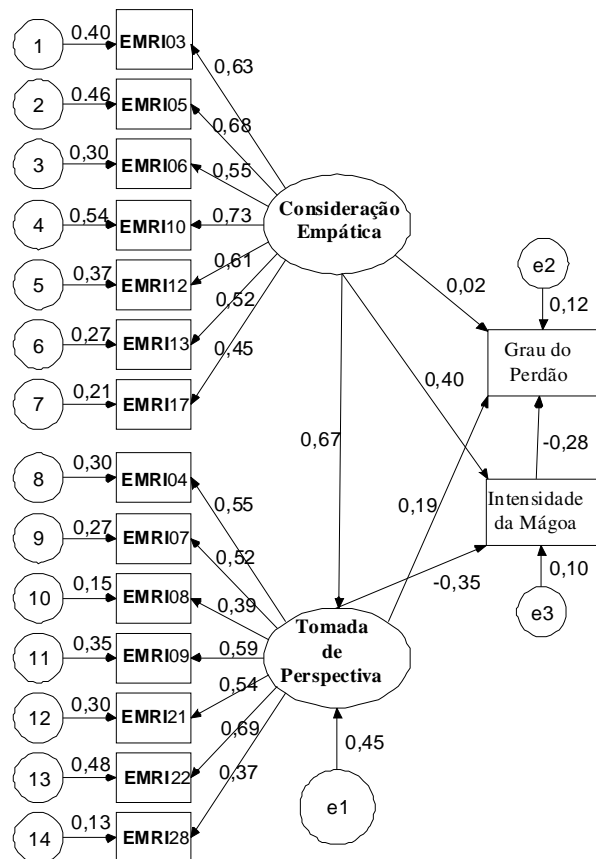 1
0,40
EMRI03
0,63
2
0.46
EMRI05
0,68
3
0,30
EMRI06
0,55
4
0,54
EMRI10
0,73
5
0,37
EMRI12
0,61
6
0,27
EMRI13
0,52
7
0,21
EMRI17
0,45
Consideração
Empática
e2
0,02
0,12
Grau do
Perdão
0,40
-0,28
0,67
0,19
Intensidade
da Mágoa
-0,35
0,10
e3
8
0,30
EMRI04
0,55
9
0,27
EMRI07
0,52
10
0,15
EMRI08
0,39
11
0,35
EMRI09
0,59
12
0,30
EMRI21
0,54
13
0,48
EMRI22
0,69
14
0,13
EMRI28
0,37
Tomada
de
Perspectiva
0,45
e1